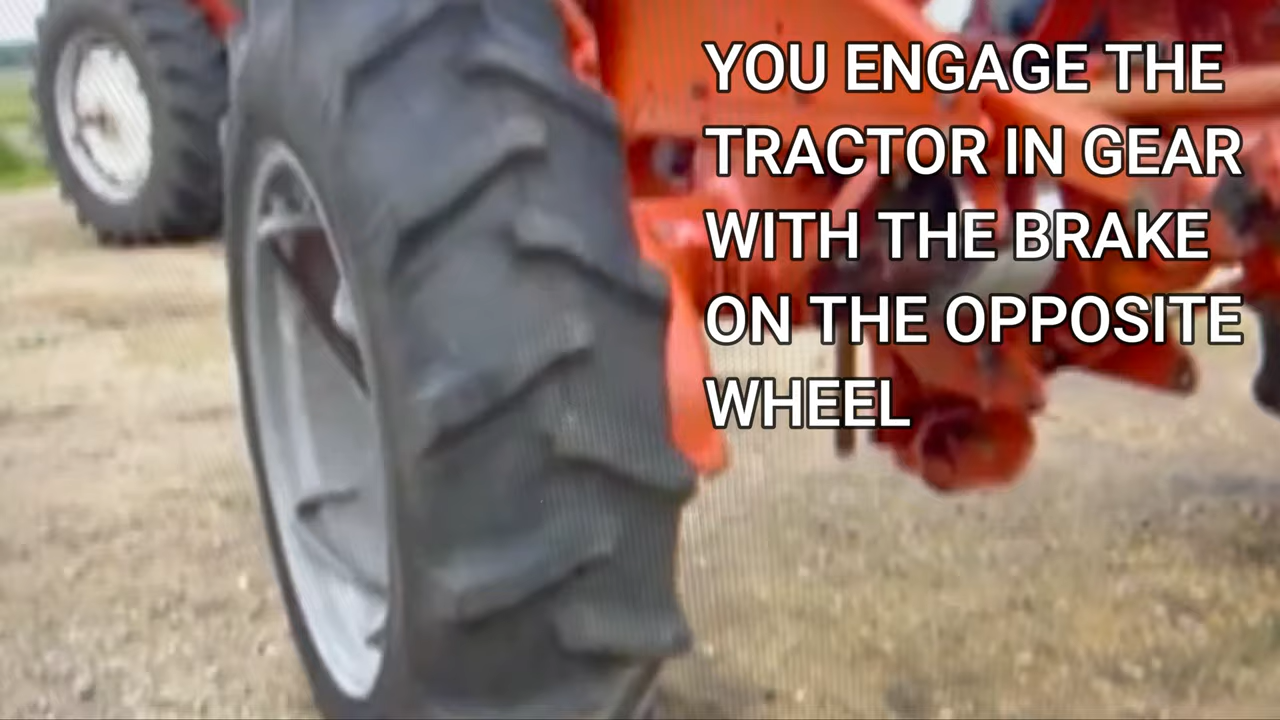 YOU ENGAGE THE
TRACTOR IN GEAR
WITH THE BRAKE
ON THE OPPOSITE
WHEEL